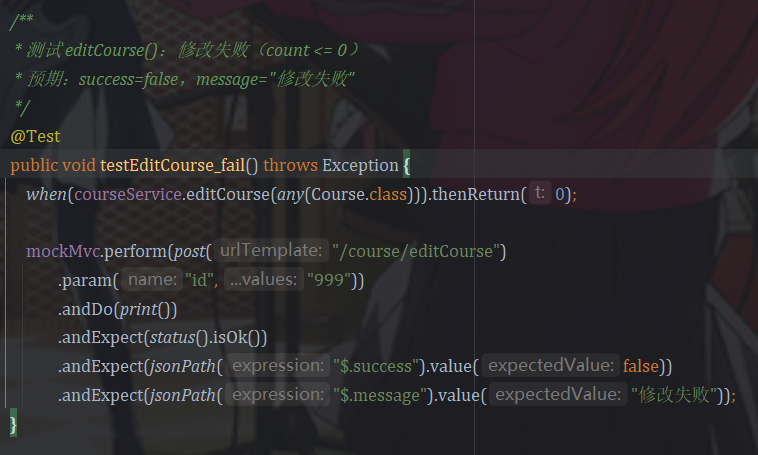 /**
* 测试 editCourse()：修改失败（count <= 0）
* 预期：success=false，message="修改失败"
*/
@Test
public void testEditCourse_fail() throws Exception {
when(courseService.editCourse(any(Course.class))).thenReturn( t: 0);
mockMvc.perform(post( urlTemplate: "/course/editCourse")
.param( name: "id", ...values: "999"))
.andDo(print())
.andExpect(status().isOk())
.andExpect(jsonPath( expression: "$.success").value( expectedValue: false))
.andExpect(jsonPath( expression: "$.message").value( expectedValue: "修改失败"));
}